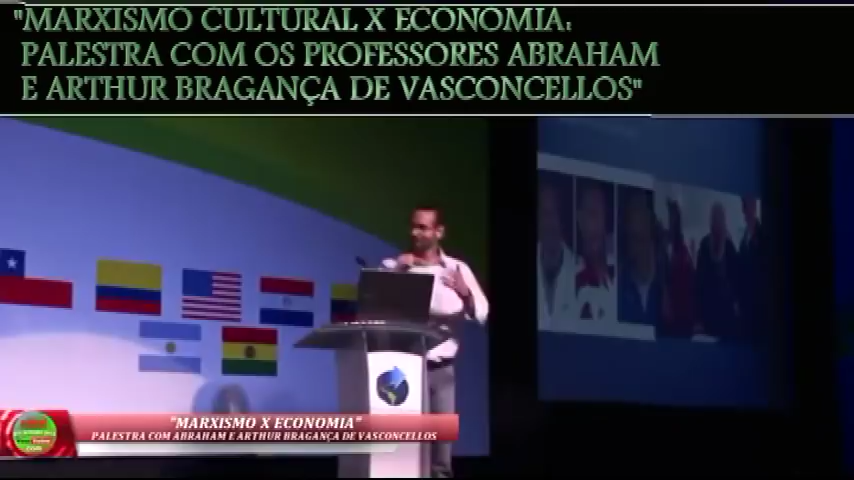 "MARXISMO CULTURAL X ECONOMIA:
PALESTRA COM OS PROFESSORES ABRAHAM
E ARTHUR BRAGANÇA DE VASCONCELLOS"
"MARXISMO X ECONOMIA"
PALESTRA COM ABRAHAM E ARTHUR BRAGANÇA DE VASCONCELLOS